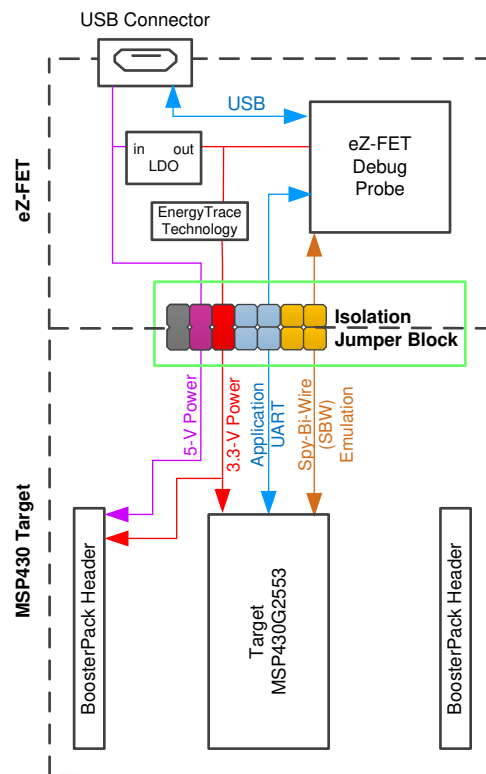 USB Connector
USB
eZ-FET
Debug
Probe
in out
LDO
EnergyTrace
Technology
eZ-FET
Isolation
Jumper Block
5-V Power
3.3-V Power
Application
UART
Spy-Bi-Wire
(SBW)
Emulation
MSP430 Target
BoosterPack Header
Target
MSP430G2553
BoosterPack Header